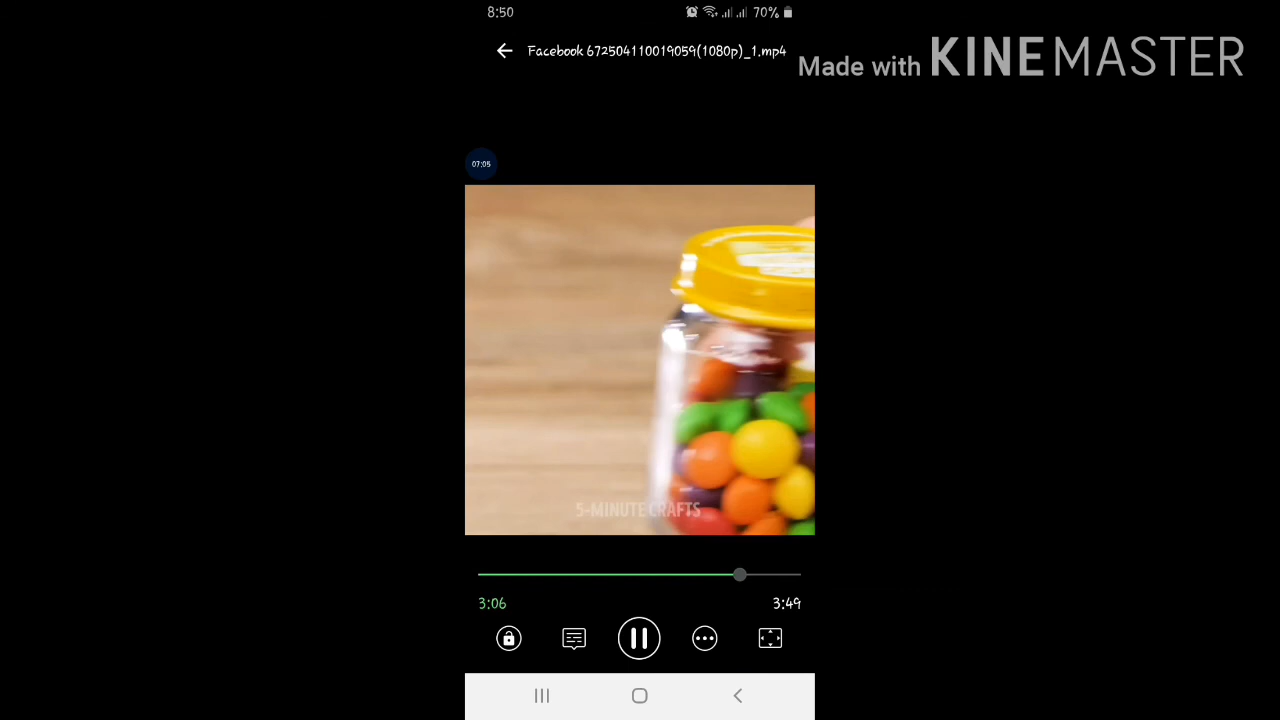 8:50 70%
Facebook 672504110019059(1080p)_1.mp4
Made with KINEMASTER
07:05
5-MINUTE CRAFTS
3:06 3:49